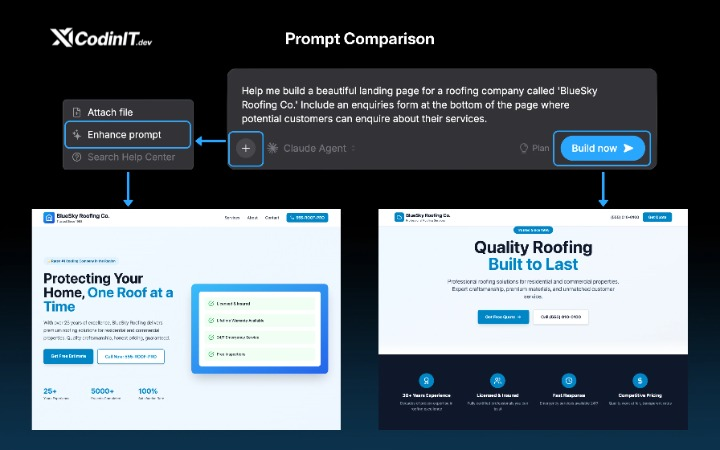 CodinIT.dev
Prompt Comparison
Help me build a beautiful landing page for a roofing company called 'BlueSky
Roofing Co.' Include an enquiries form at the bottom of the page where
potential customers can enquire about their services.
Attach file
Enhance prompt
Search Help Center
Claude Agent
Plan
Build now
BlueSky Roofing Co.
Services
About
Contact
Protecting Your
Home, One Roof at a
Time
With over 25 years of excellence, BlueSky Roofing delivers
premium roofing solutions for residential and commercial
properties. Quality craftsmanship, honest pricing, guaranteed.
Get Free Estimate
Licensed & Insured
Lifetime Warranty Available
24/7 Emergency Service
Free Inspections
25+
5000+
100%
BlueSky Roofing Co.
Get Quote
Quality Roofing
Built to Last
Professional roofing solutions for residential and commercial properties.
Expert craftsmanship, premium materials, and unmatched customer
service.
Get Free Quote
30+ Years Experience
Licensed & Insured
Fast Response
Competitive Pricing